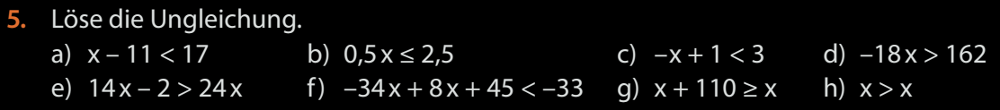 5. Löse die Ungleichung.
a) x – 11 < 17 b) 0,5 x ≤ 2,5 c) –x + 1 < 3 d) –18 x > 162
e) 14 x – 2 > 24 x f) –34 x + 8 x + 45 < –33 g) x + 110 ≥ x h) x > x